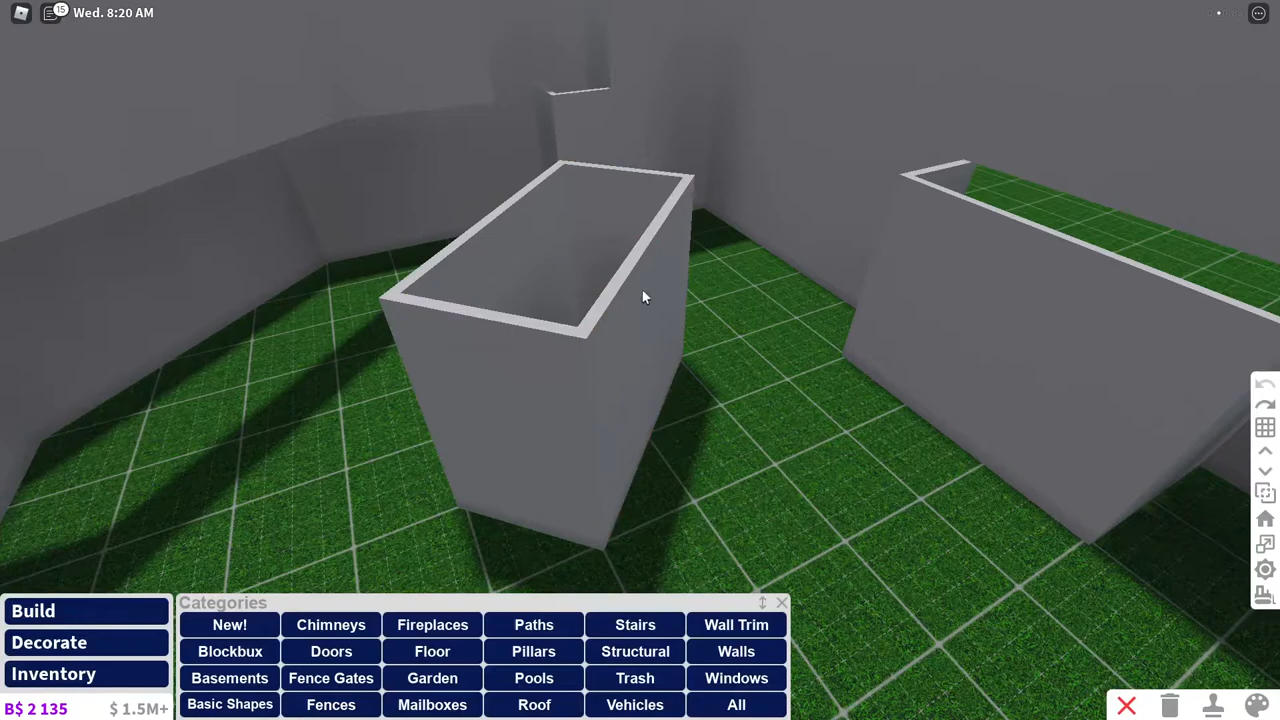 15 Wed. 8:20 AM
Build
Decorate
Inventory
B$ 2 135 $ 1.5M+
Categories
New! Chimneys Fireplaces Paths Stairs Wall Trim
Blockbux Doors Floor Pillars Structural Walls
Basements Fence Gates Garden Pools Trash Windows
Basic Shapes Fences Mailboxes Roof Vehicles All